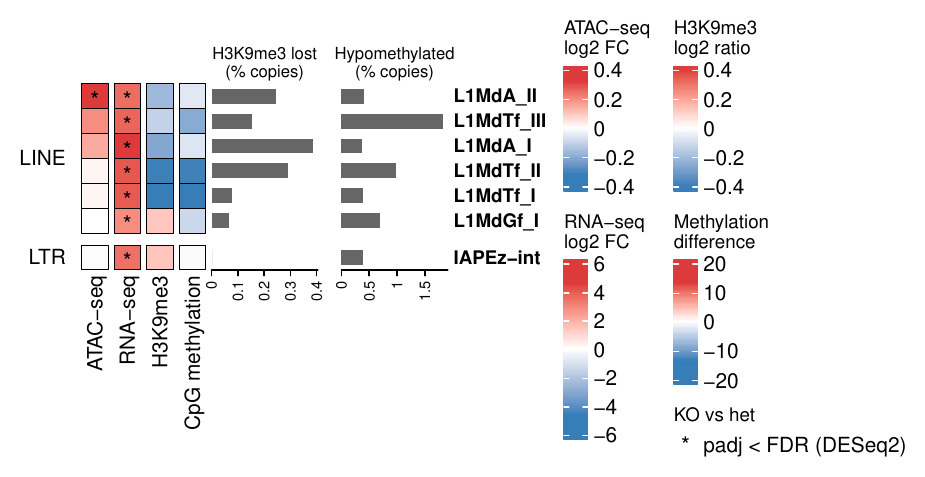 H3K9me3 lost
(% copies)
Hypomethylated
(% copies)
LINE
LTR
*
*
*
*
*
*
*
*
L1MdA_II
L1MdTf_III
L1MdA_I
L1MdTf_II
L1MdTf_I
L1MdGf_I
IAPEz−int
0
0.1
0.2
0.3
0.4
0
0.5
1
1.5
ATAC−seq
RNA−seq
H3K9me3
CpG methylation
ATAC−seq
log2 FC
0.4
0.2
0
−0.2
−0.4
H3K9me3
log2 ratio
0.4
0.2
0
−0.2
−0.4
RNA−seq
log2 FC
6
4
2
0
−2
−4
−6
Methylation
difference
20
10
0
−10
−20
KO vs het
* padj < FDR (DESeq2)